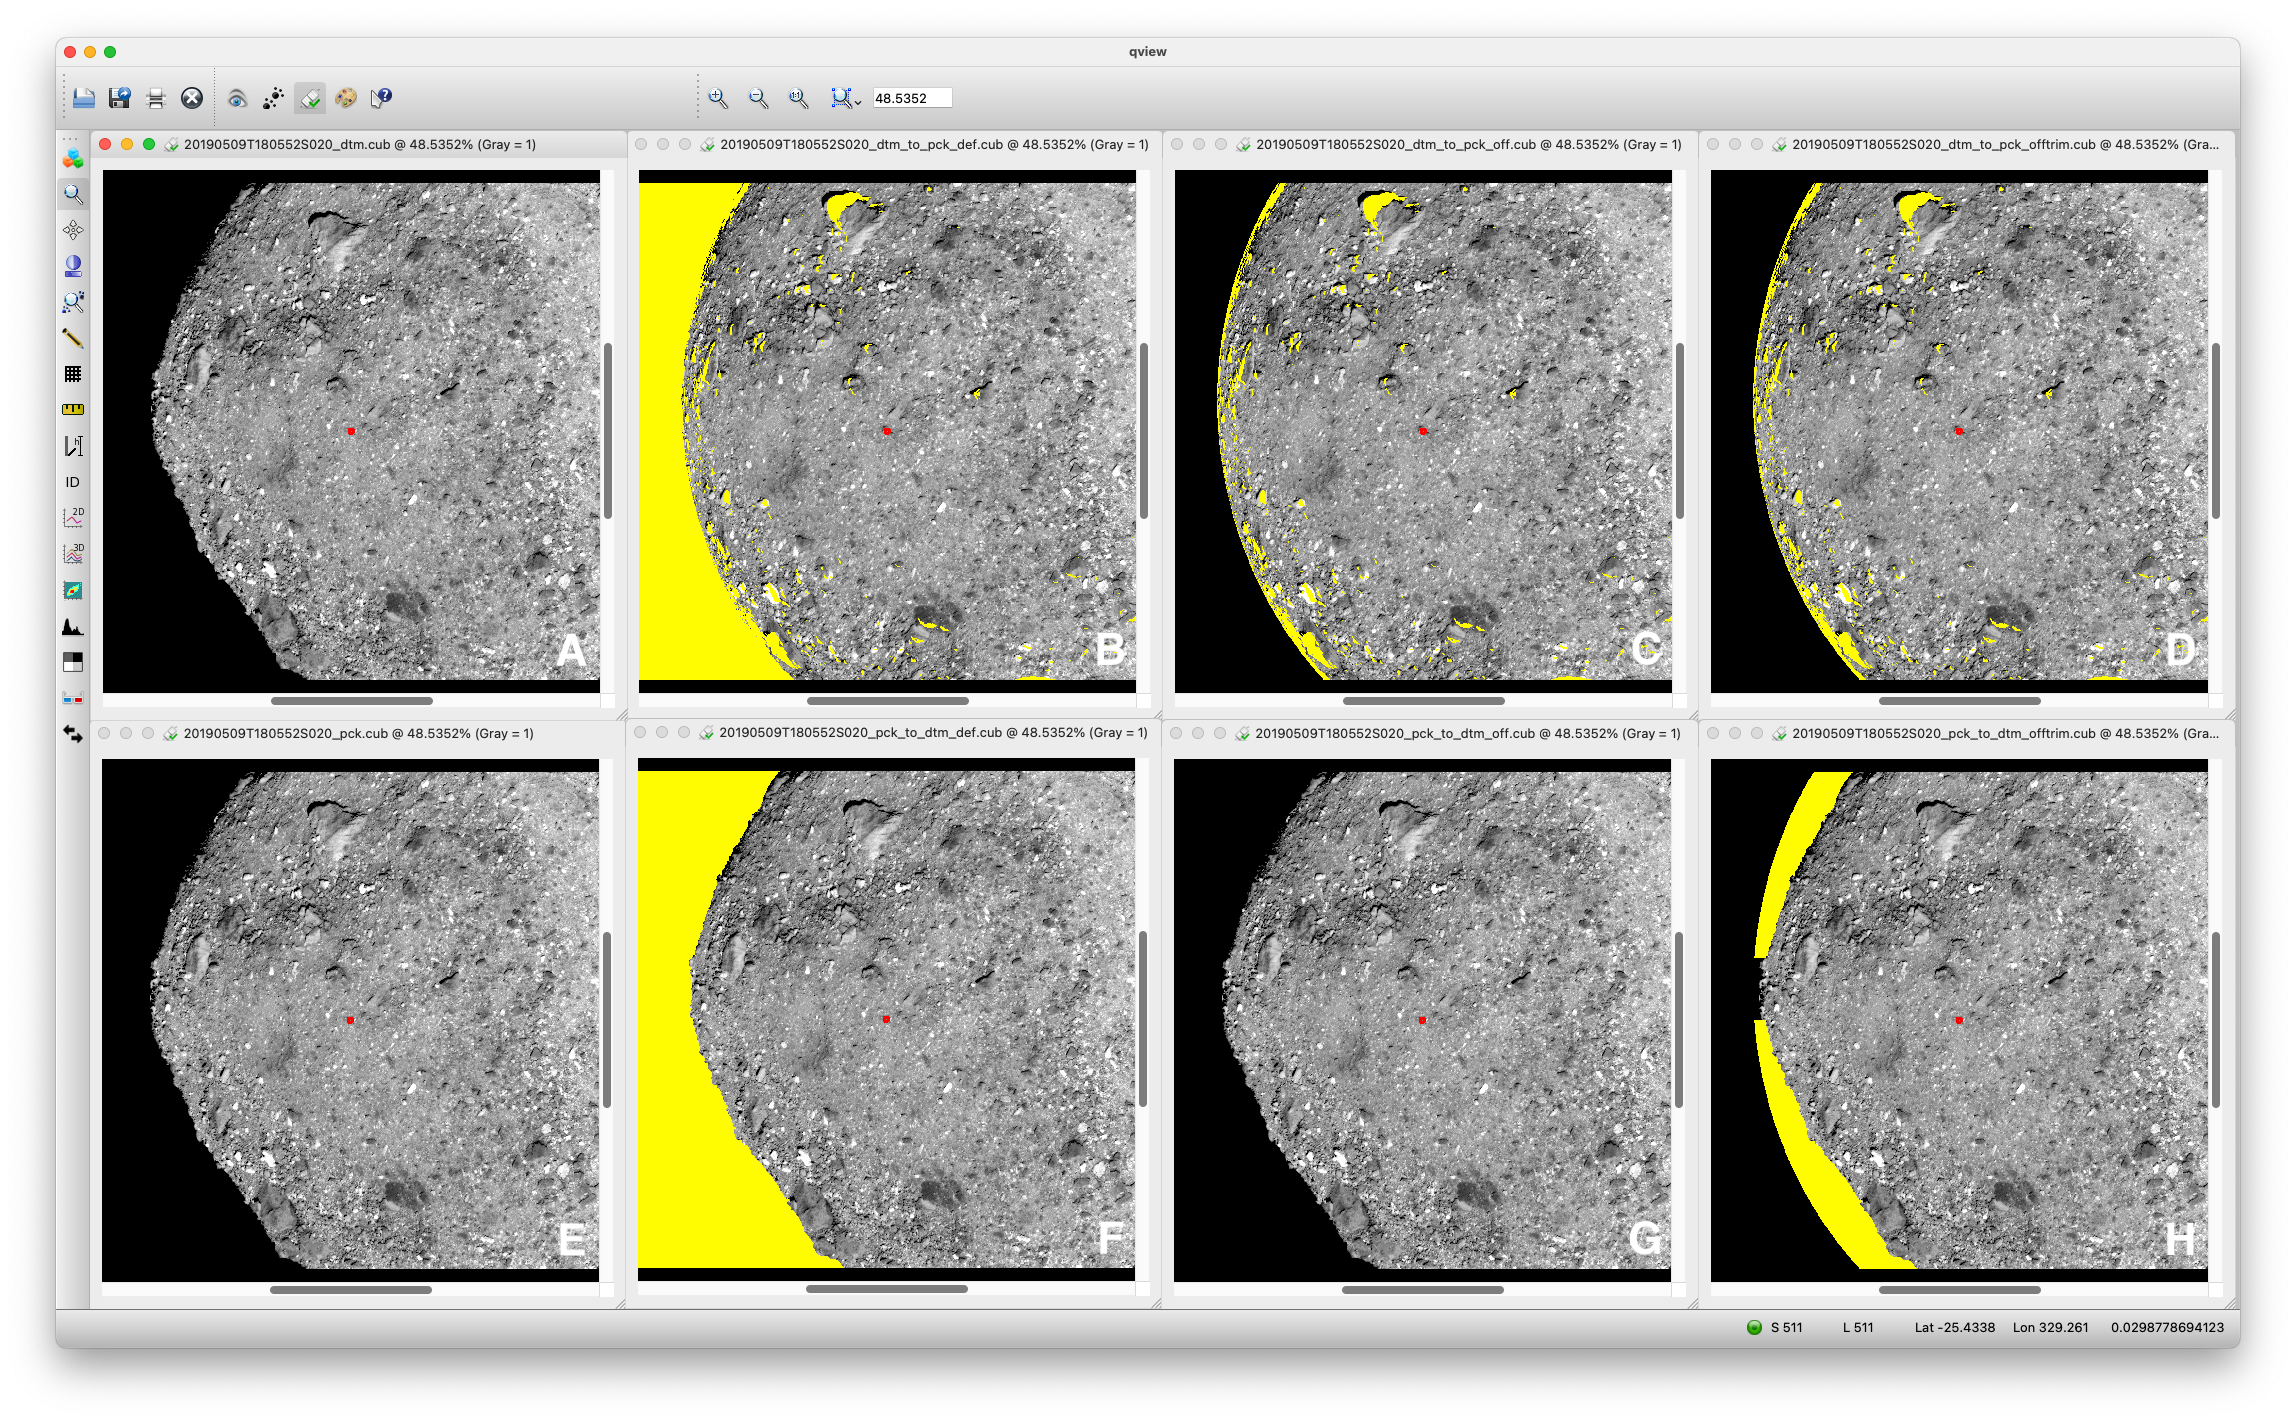 qview
48.5352
20190509T180552S020_dtm.cub @ 48.5352% (Gray = 1)
20190509T180552S020_dtm_to_pck_def.cub @ 48.5352% (Gray = 1)
20190509T180552S020_dtm_to_pck_off.cub @ 48.5352% (Gray = 1)
20190509T180552S020_dtm_to_pck_offtrim.cub @ 48.5352% (Gra...
h
ID
2D
3D
A
B
C
D
20190509T180552S020_pck.cub @ 48.5352% (Gray = 1)
20190509T180552S020_pck_to_dtm_def.cub @ 48.5352% (Gray = 1)
20190509T180552S020_pck_to_dtm_off.cub @ 48.5352% (Gray = 1)
20190509T180552S020_pck_to_dtm_offtrim.cub @ 48.5352% (Gra...
E
F
G
H
S 511
L 511
Lat -25.4338
Lon 329.261
0.0298778694123